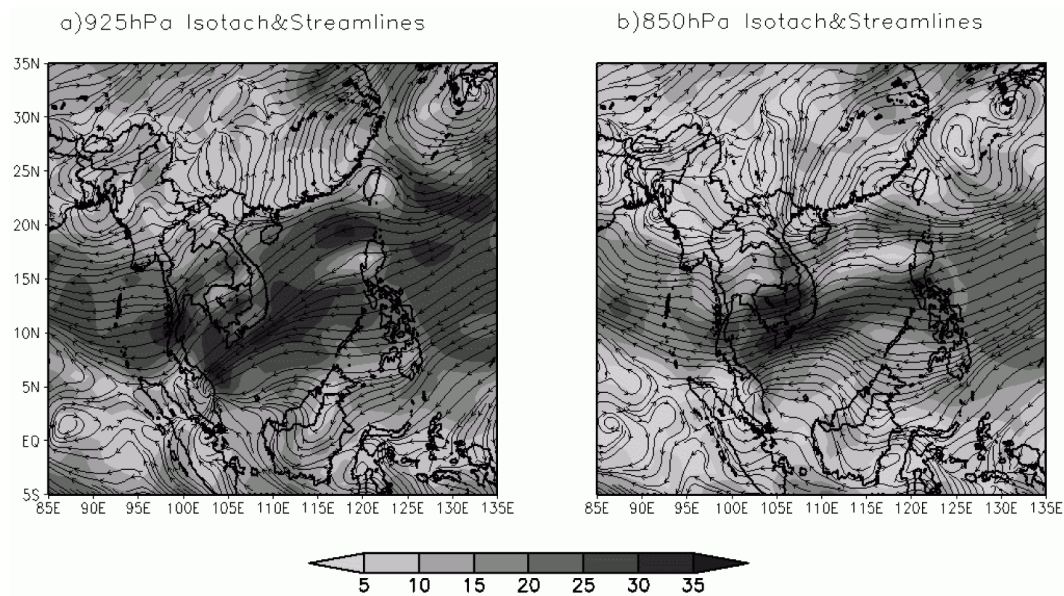 a)925hPa Isotach&Streamlines
b)850hPa Isotach&Streamlines
35N
30N
25N
20N
15N
10N
5N
EQ
5S
85E 90E 95E 100E 105E 110E 115E 120E 125E 130E 135E
85E 90E 95E 100E 105E 110E 115E 120E 125E 130E 135E
5 10 15 20 25 30 35